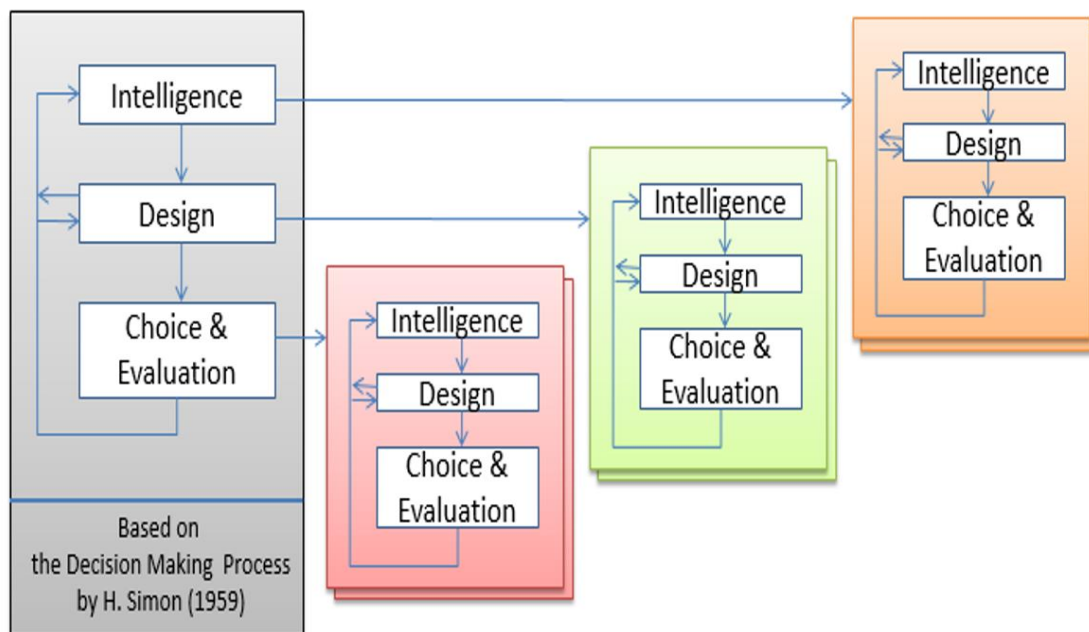 Intelligence
Design
Choice &
Evaluation
Based on
the Decision Making Process
by H. Simon (1959)
Intelligence
Design
Choice &
Evaluation
Intelligence
Design
Choice &
Evaluation
Intelligence
Design
Choice &
Evaluation